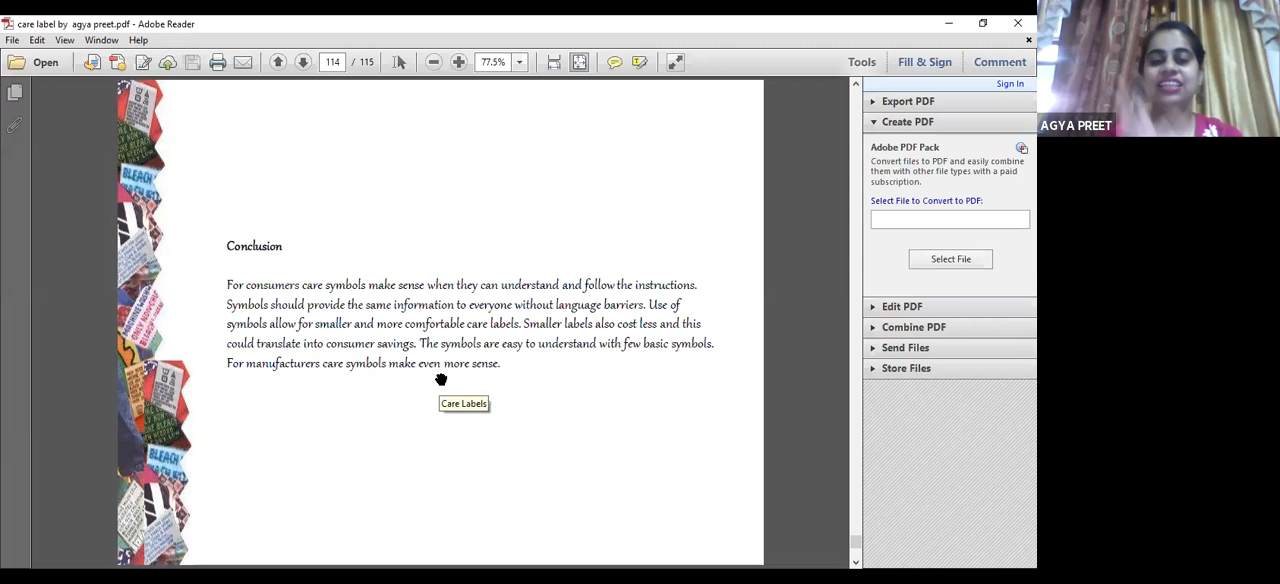 care label by agya preet.pdf - Adobe Reader
File Edit View Window Help
Open 114 / 115 77.5% Tools Fill & Sign Comment
Sign In
Export PDF
Create PDF
Adobe PDF Pack
Convert files to PDF and easily combine
them with other file types with a paid
subscription.
Select File to Convert to PDF:
Select File
Edit PDF
Combine PDF
Send Files
Store Files
Conclusion
For consumers care symbols make sense when they can understand and follow the instructions.
Symbols should provide the same information to everyone without language barriers. Use of
symbols allow for smaller and more comfortable care labels. Smaller labels also cost less and this
could translate into consumer savings. The symbols are easy to understand with few basic symbols.
For manufacturers care symbols make even more sense.
Care Labels
BLEACH
BLEACH
AGYA PREET